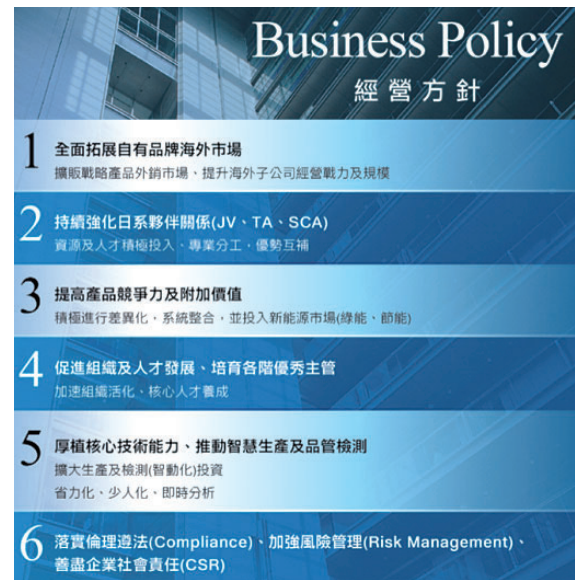 Business Policy
經營方針
1 全面拓展自有品牌海外市場
擴販戰略產品外銷市場、提升海外子公司經營戰力及規模
2 持續強化日系夥伴關係(JV、TA、SCA)
資源及人才積極投入，專業分工，優勢互補
3 提高產品競爭力及附加價值
積極進行差異化，系統整合，並投入新能源市場(綠能、節能)
4 促進組織及人才發展、培育各階優秀主管
加速組織活化、核心人才養成
5 厚植核心技術能力、推動智慧生產及品管檢測
擴大生產及檢測(智動化)投資
省力化、少人化、即時分析
6 落實倫理遵法(Compliance)、加強風險管理(Risk Management)、
善盡企業社會責任(CSR)